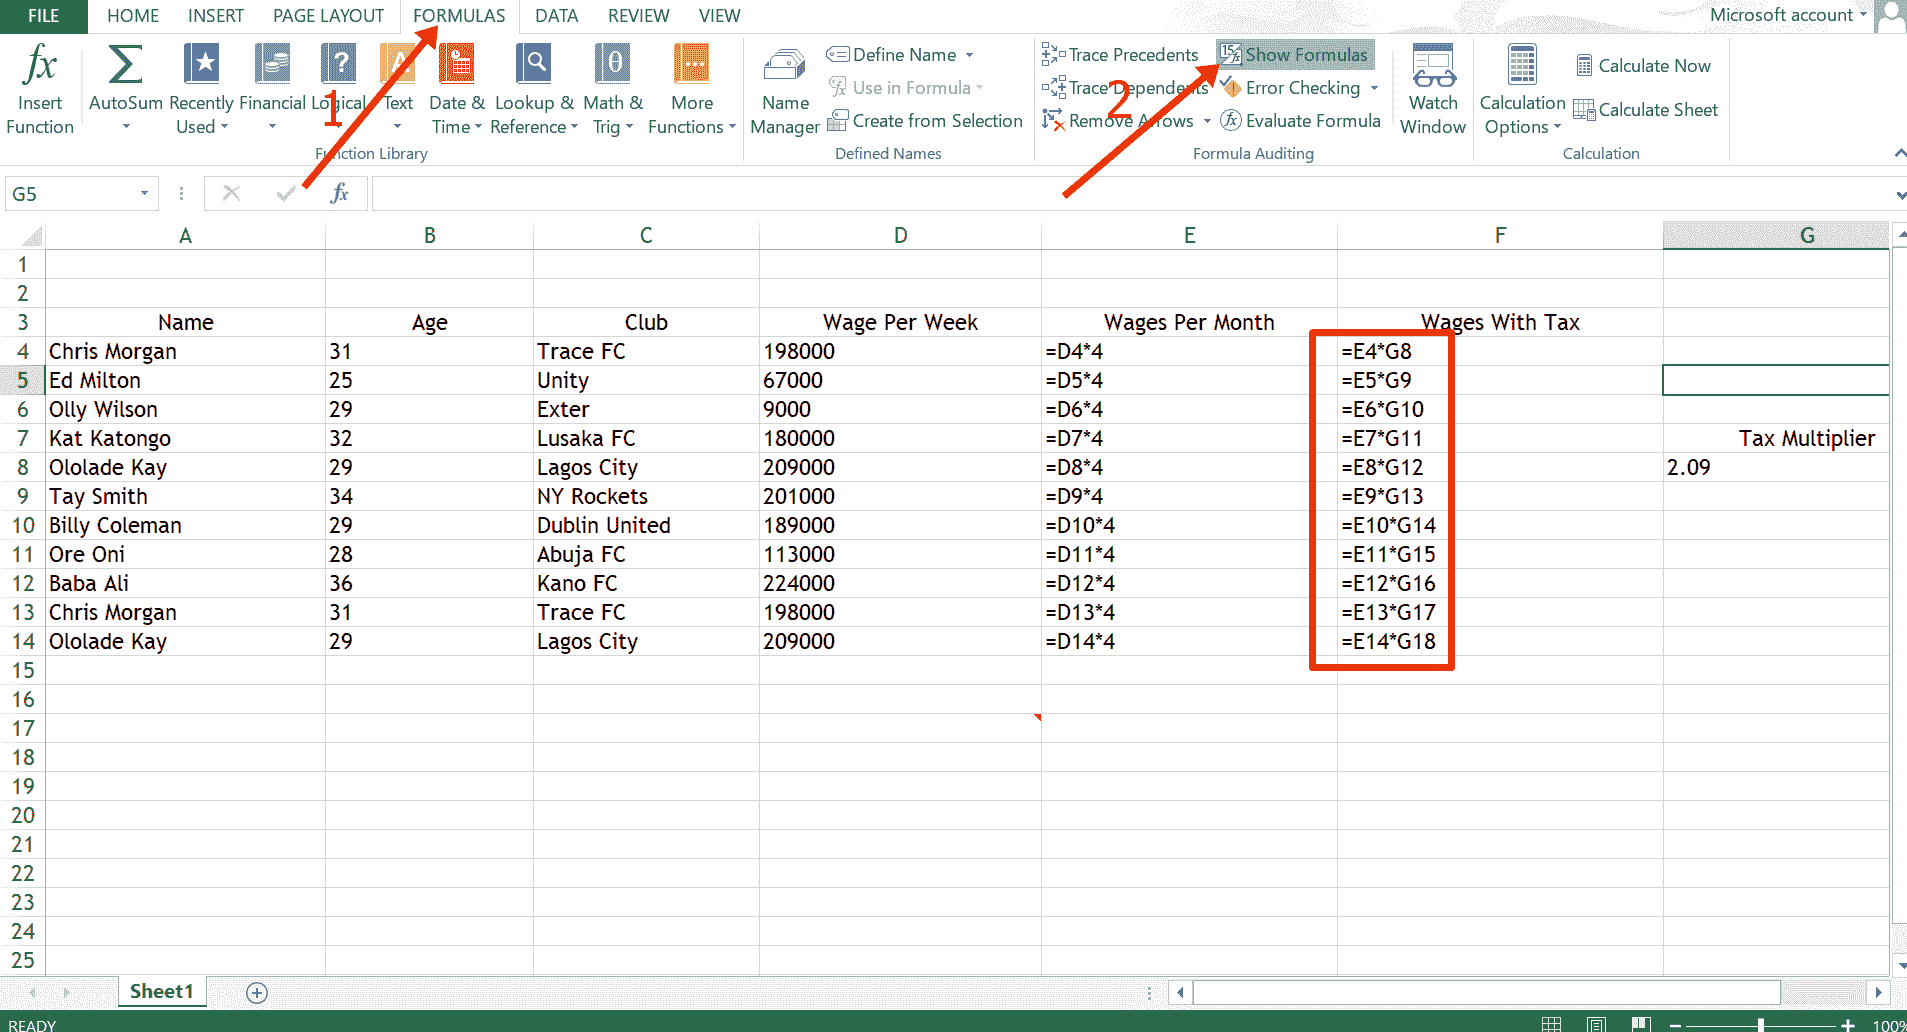 FILE HOME INSERT PAGE LAYOUT FORMULAS DATA REVIEW VIEW Microsoft account
fx Insert Function
AutoSum
Recently Used
Financial
Logical
Text
Date & Time
Lookup & Reference
Math & Trig
More Functions
Function Library
1
Name Manager
Define Name
Use in Formula
Create from Selection
Defined Names
Trace Precedents
Trace Dependents
Remove Arrows
2
Show Formulas
Error Checking
Evaluate Formula
Formula Auditing
Watch Window
Calculation Options
Calculate Now
Calculate Sheet
Calculation
G5 fx
A B C D E F G
1
2
3 Name Age Club Wage Per Week Wages Per Month Wages With Tax
4 Chris Morgan 31 Trace FC 198000 =D4*4 =E4*G8
5 Ed Milton 25 Unity 67000 =D5*4 =E5*G9
6 Olly Wilson 29 Exter 9000 =D6*4 =E6*G10
7 Kat Katongo 32 Lusaka FC 180000 =D7*4 =E7*G11 Tax Multiplier
8 Ololade Kay 29 Lagos City 209000 =D8*4 =E8*G12 2.09
9 Tay Smith 34 NY Rockets 201000 =D9*4 =E9*G13
10 Billy Coleman 29 Dublin United 189000 =D10*4 =E10*G14
11 Ore Oni 28 Abuja FC 113000 =D11*4 =E11*G15
12 Baba Ali 36 Kano FC 224000 =D12*4 =E12*G16
13 Chris Morgan 31 Trace FC 198000 =D13*4 =E13*G17
14 Ololade Kay 29 Lagos City 209000 =D14*4 =E14*G18
15
16
17
18
19
20
21
22
23
24
25
Sheet1
READY 100%